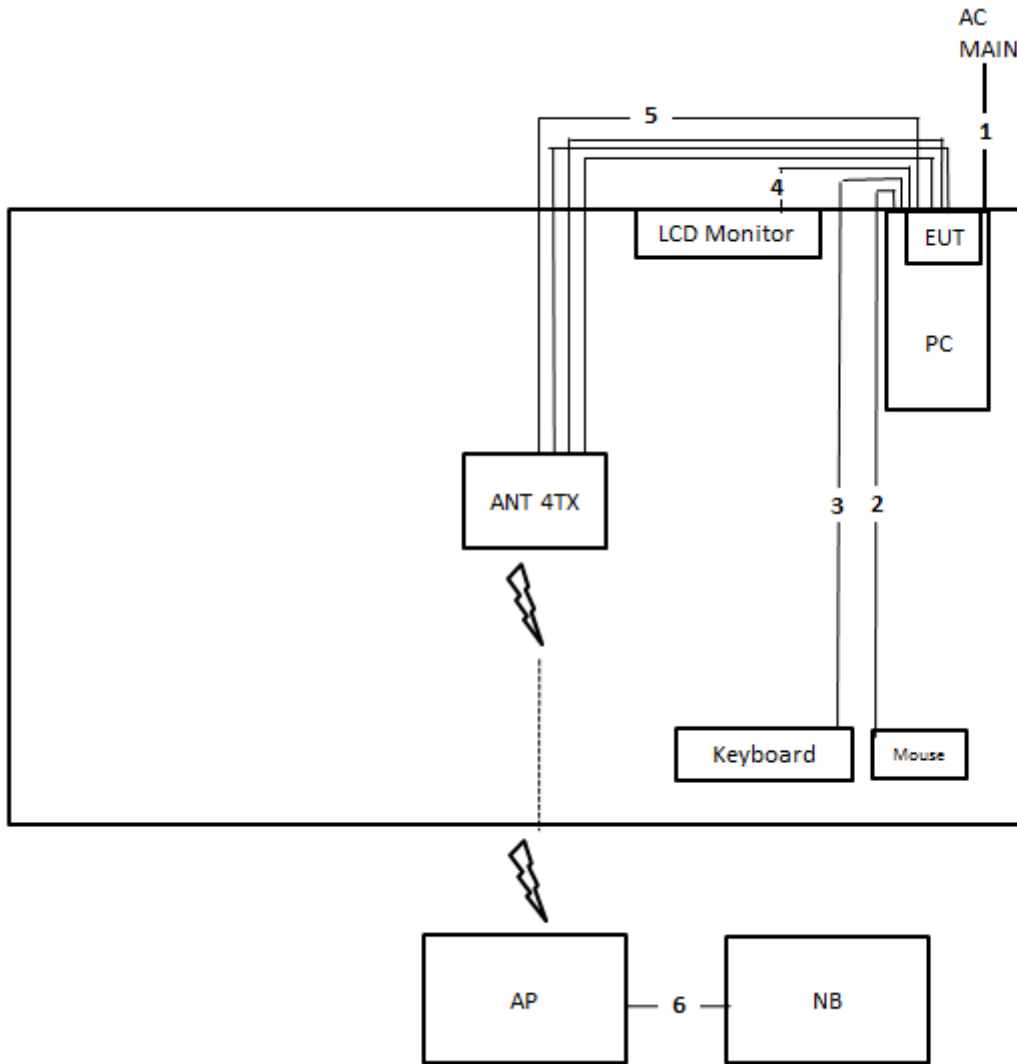 AC
MAIN
5
1
4
LCD Monitor
EUT
PC
ANT 4TX
3
2
Keyboard
Mouse
AP
6
NB